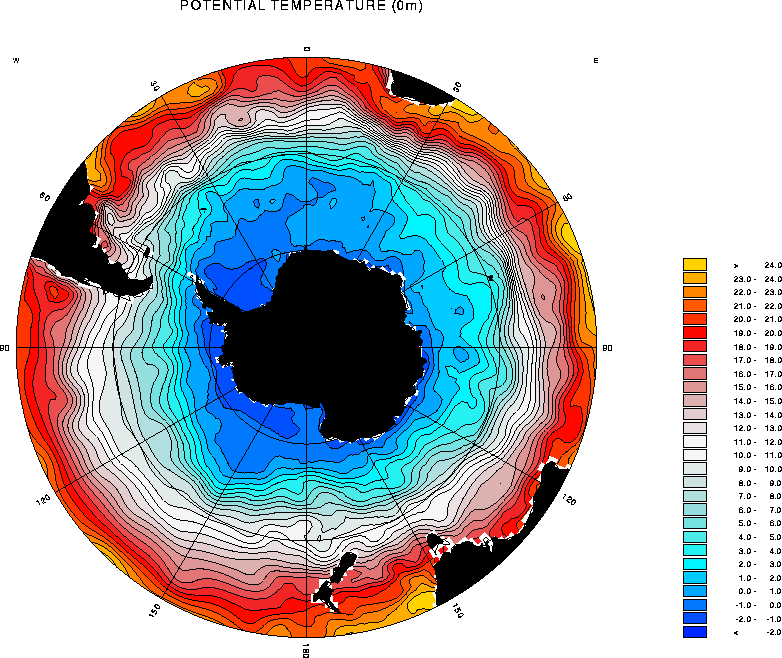 POTENTIAL TEMPERATURE (0m)
0
W
E
30
30
60
60
90
90
120
120
150
150
180
> 24.0
23.0 - 24.0
22.0 - 23.0
21.0 - 22.0
20.0 - 21.0
19.0 - 20.0
18.0 - 19.0
17.0 - 18.0
16.0 - 17.0
15.0 - 16.0
14.0 - 15.0
13.0 - 14.0
12.0 - 13.0
11.0 - 12.0
10.0 - 11.0
9.0 - 10.0
8.0 - 9.0
7.0 - 8.0
6.0 - 7.0
5.0 - 6.0
4.0 - 5.0
3.0 - 4.0
2.0 - 3.0
1.0 - 2.0
0.0 - 1.0
-1.0 - 0.0
-2.0 - -1.0
< -2.0